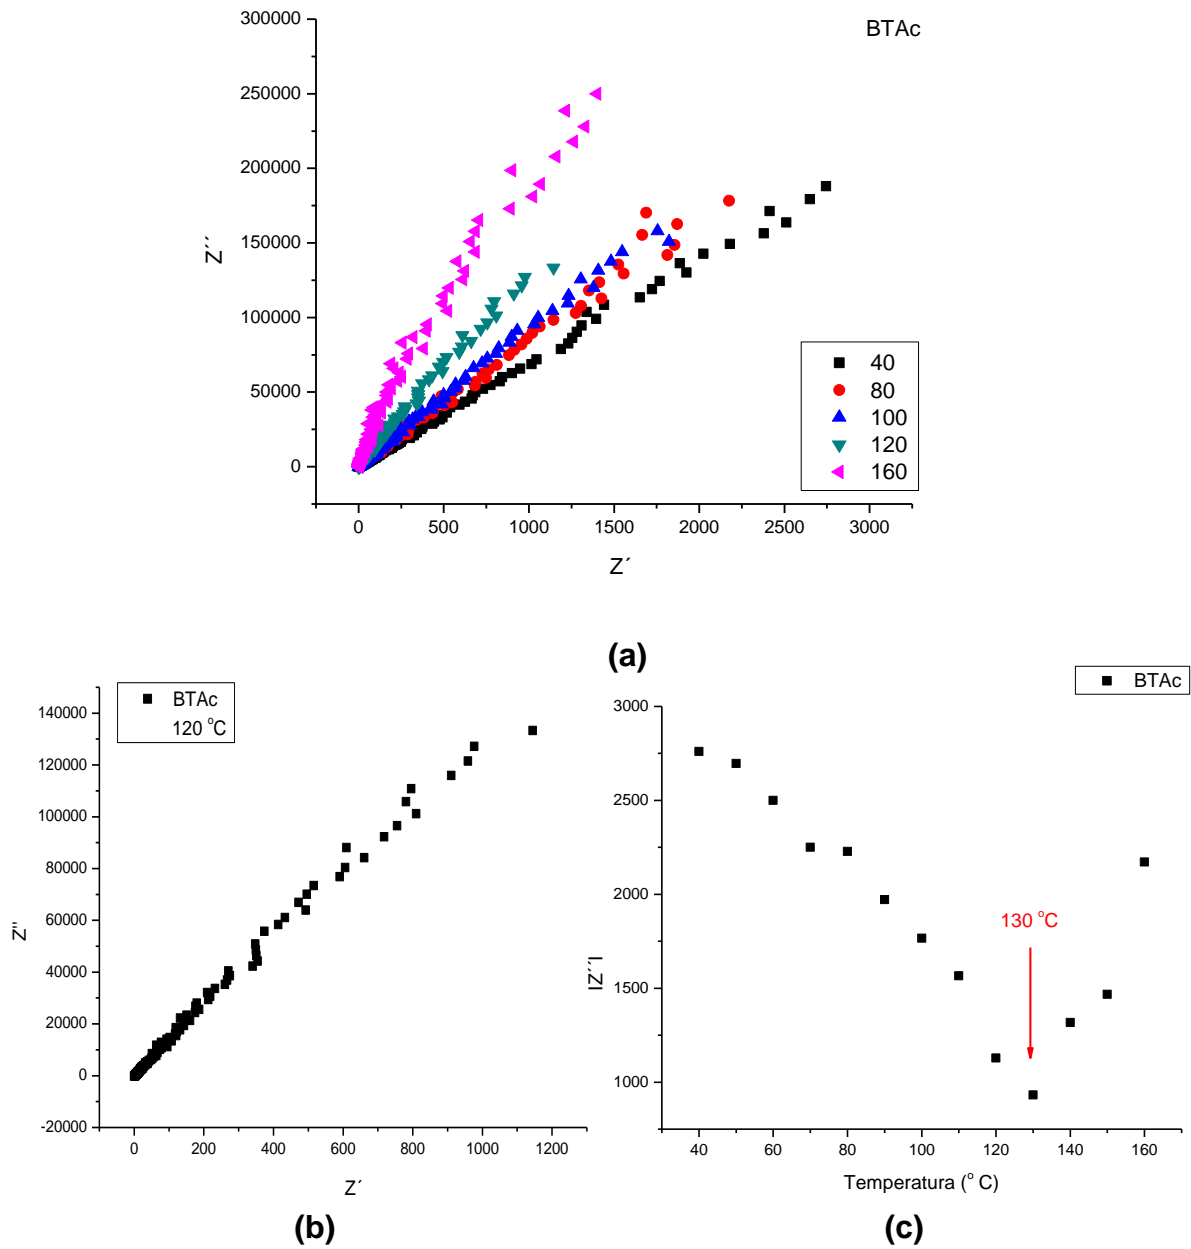 BTAc
300000
250000
200000
150000
100000
50000
0
Z´´
40
80
100
120
160
0 500 1000 1500 2000 2500 3000
Z´
(a)
BTAc
120 °C
140000
120000
100000
80000
60000
40000
20000
0
-20000
Z"
0 200 400 600 800 1000 1200
Z´
(b)
BTAc
3000
2500
2000
1500
1000
IZ´´I
130 °C
40 60 80 100 120 140 160
Temperatura (° C)
(c)